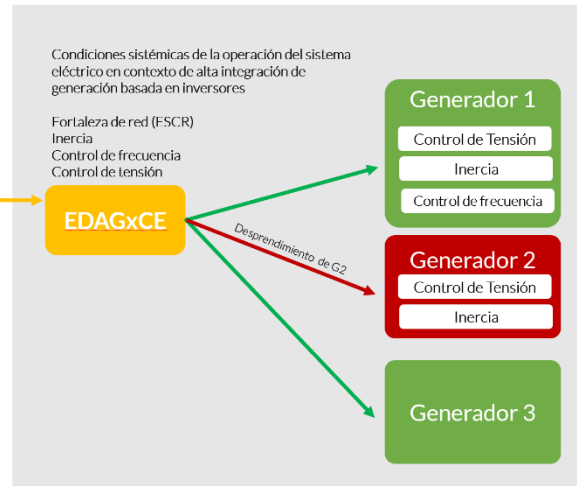 Condiciones sistémicas de la operación del sistema
eléctrico en contexto de alta integración de
generación basada en inversores
Fortaleza de red (ESCR)
Inercia
Control de frecuencia
Control de tensión
EDAGxCE
Desprendimiento de G2
Generador 1
Control de Tensión
Inercia
Control de frecuencia
Generador 2
Control de Tensión
Inercia
Generador 3